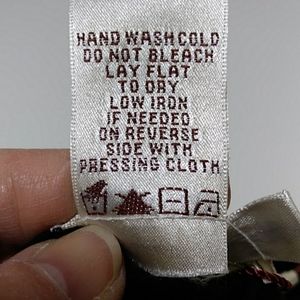 HAND WASH COLD
DO NOT BLEACH
LAY FLAT
TO DRY
LOW IRON
IF NEEDED
ON REVERSE
SIDE WITH
PRESSING CLOTH